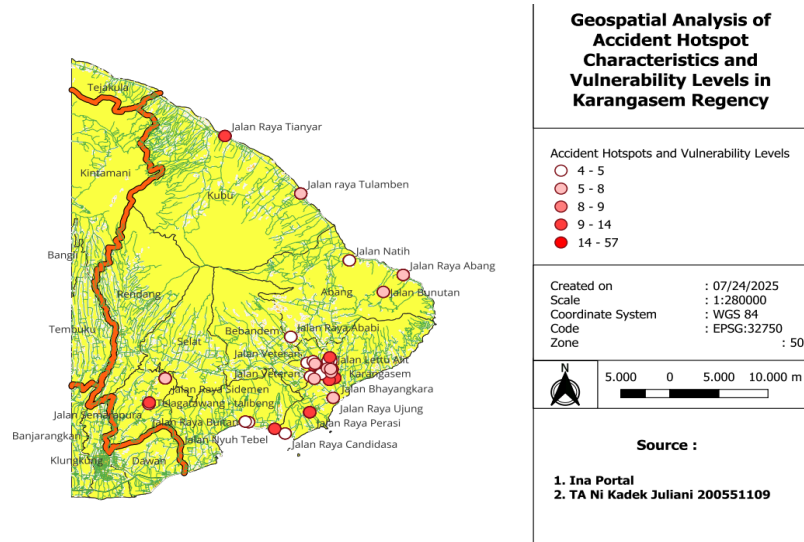 Geospatial Analysis of
Accident Hotspot
Characteristics and
Vulnerability Levels in
Karangasem Regency
Accident Hotspots and Vulnerability Levels
4 - 5
5 - 8
8 - 9
9 - 14
14 - 57
Created on : 07/24/2025
Scale : 1:280000
Coordinate System : WGS 84
Code : EPSG:32750
Zone : 50
N
5.000 0 5.000 10.000 m
Source :
1. Ina Portal
2. TA Ni Kadek Juliani 200551109
Tejakula
Jalan Raya Tianyar
Kintamani
Jalan raya Tulamben
Kubu
Jalan Natih
Bangli
Jalan Raya Abang
Rendang
Abang
Jalan Bunutan
Tembuku
Bebandem
Jalan Raya Ababi
Selat
Jalan Veteran
Jalan Lettu Alit
Jalan Veteran
Karangasem
Jalan Raya Sidemen
Jalan Bhayangkara
Telagatawang - talibeng
Jalan Semarapura
Jalan Raya Ujung
Jalan Raya Buitan
Jalan Raya Perasi
Banjarangkan
Jalan Nyuh Tebel
Jalan Raya Candidasa
Klungkung
Dawan